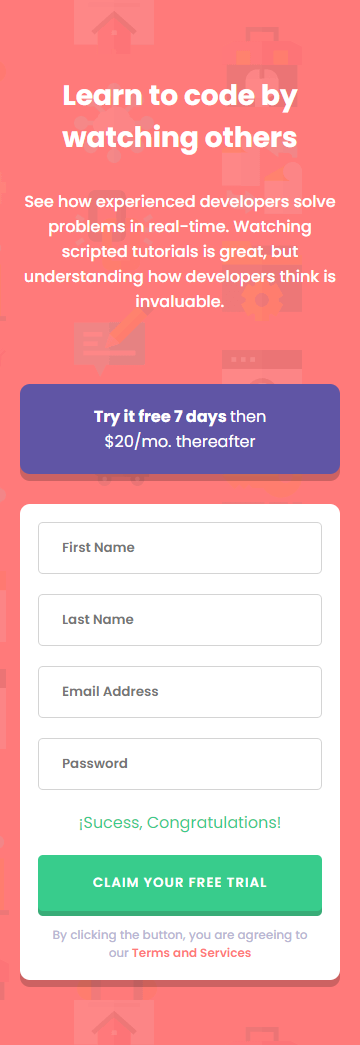 Learn to code by
watching others
See how experienced developers solve
problems in real-time. Watching
scripted tutorials is great, but
understanding how developers think is
invaluable.
Try it free 7 days then
$20/mo. thereafter
First Name
Last Name
Email Address
Password
¡Sucess, Congratulations!
CLAIM YOUR FREE TRIAL
By clicking the button, you are agreeing to
our Terms and Services